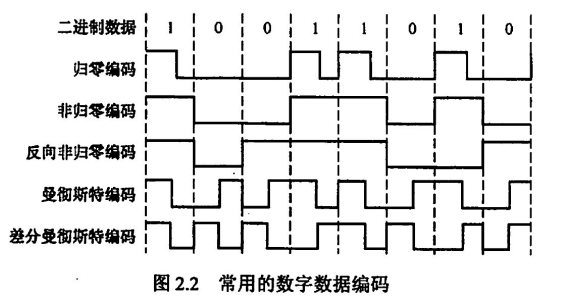 二进制数据 1 0 0 1 1 0 1 0
归零编码
非归零编码
反向非归零编码
曼彻斯特编码
差分曼彻斯特编码
图 2.2 常用的数字数据编码